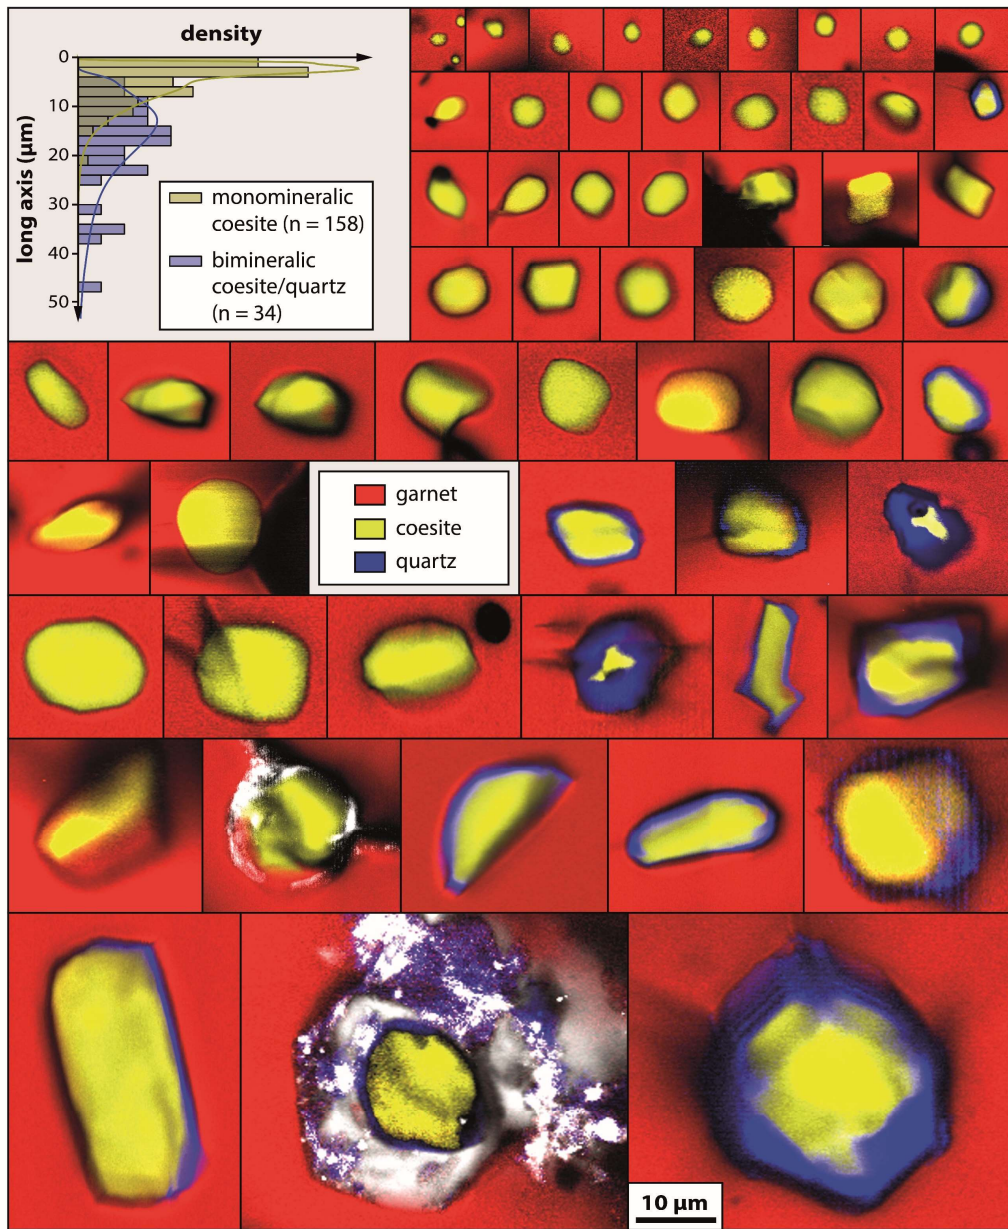 density
0
10
20
30
40
50
long axis (µm)
monomineralic
coesite (n = 158)
bimineralic
coesite/quartz
(n = 34)
garnet
coesite
quartz
10 µm